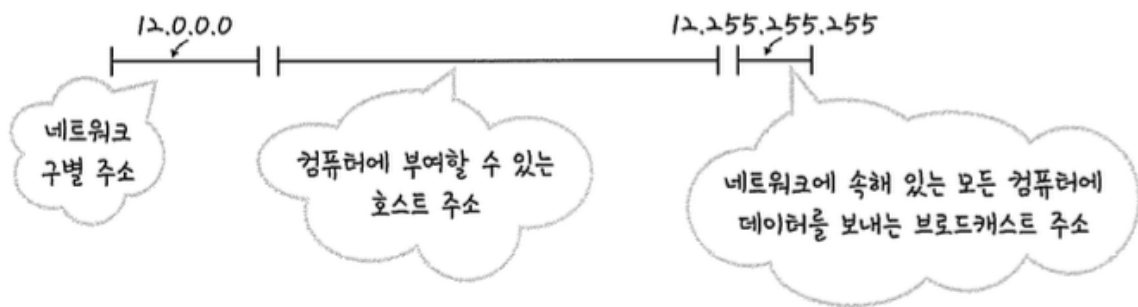 12.0.0.0
12.255.255.255
네트워크
구별 주소
컴퓨터에 부여할 수 있는
호스트 주소
네트워크에 속해 있는 모든 컴퓨터에
데이터를 보내는 브로드캐스트 주소